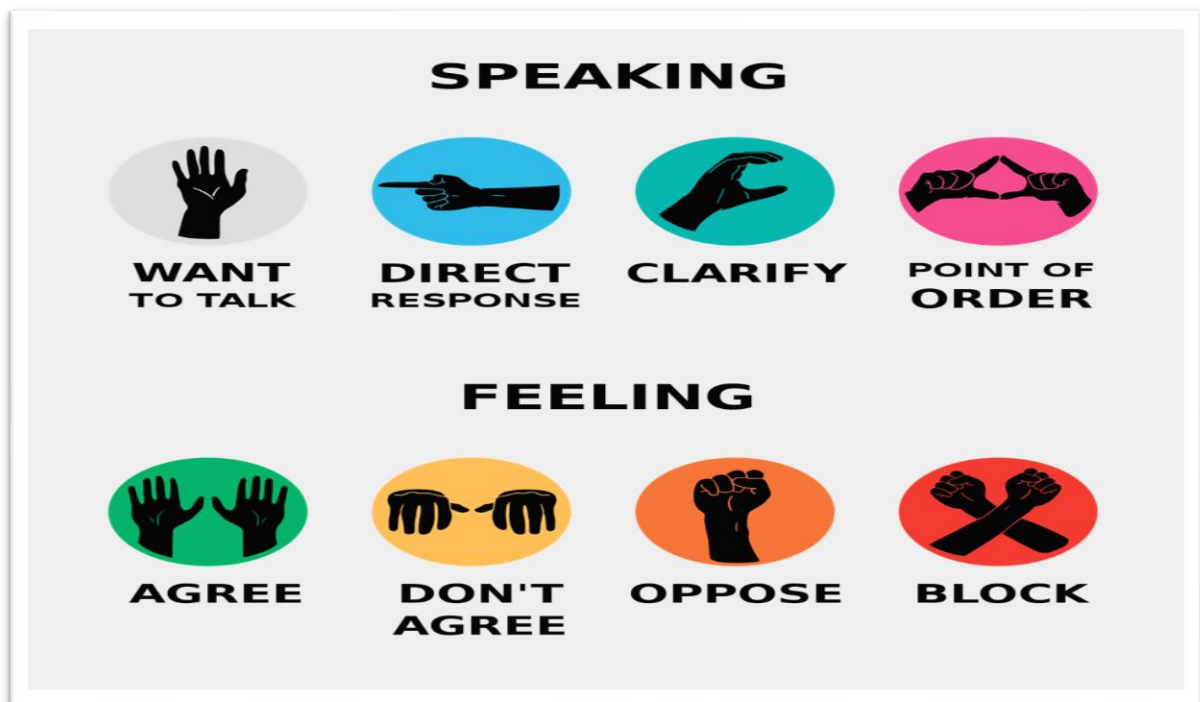 SPEAKING
WANT
TO TALK
DIRECT
RESPONSE
CLARIFY
POINT OF
ORDER
FEELING
AGREE
DON'T
AGREE
OPPOSE
BLOCK